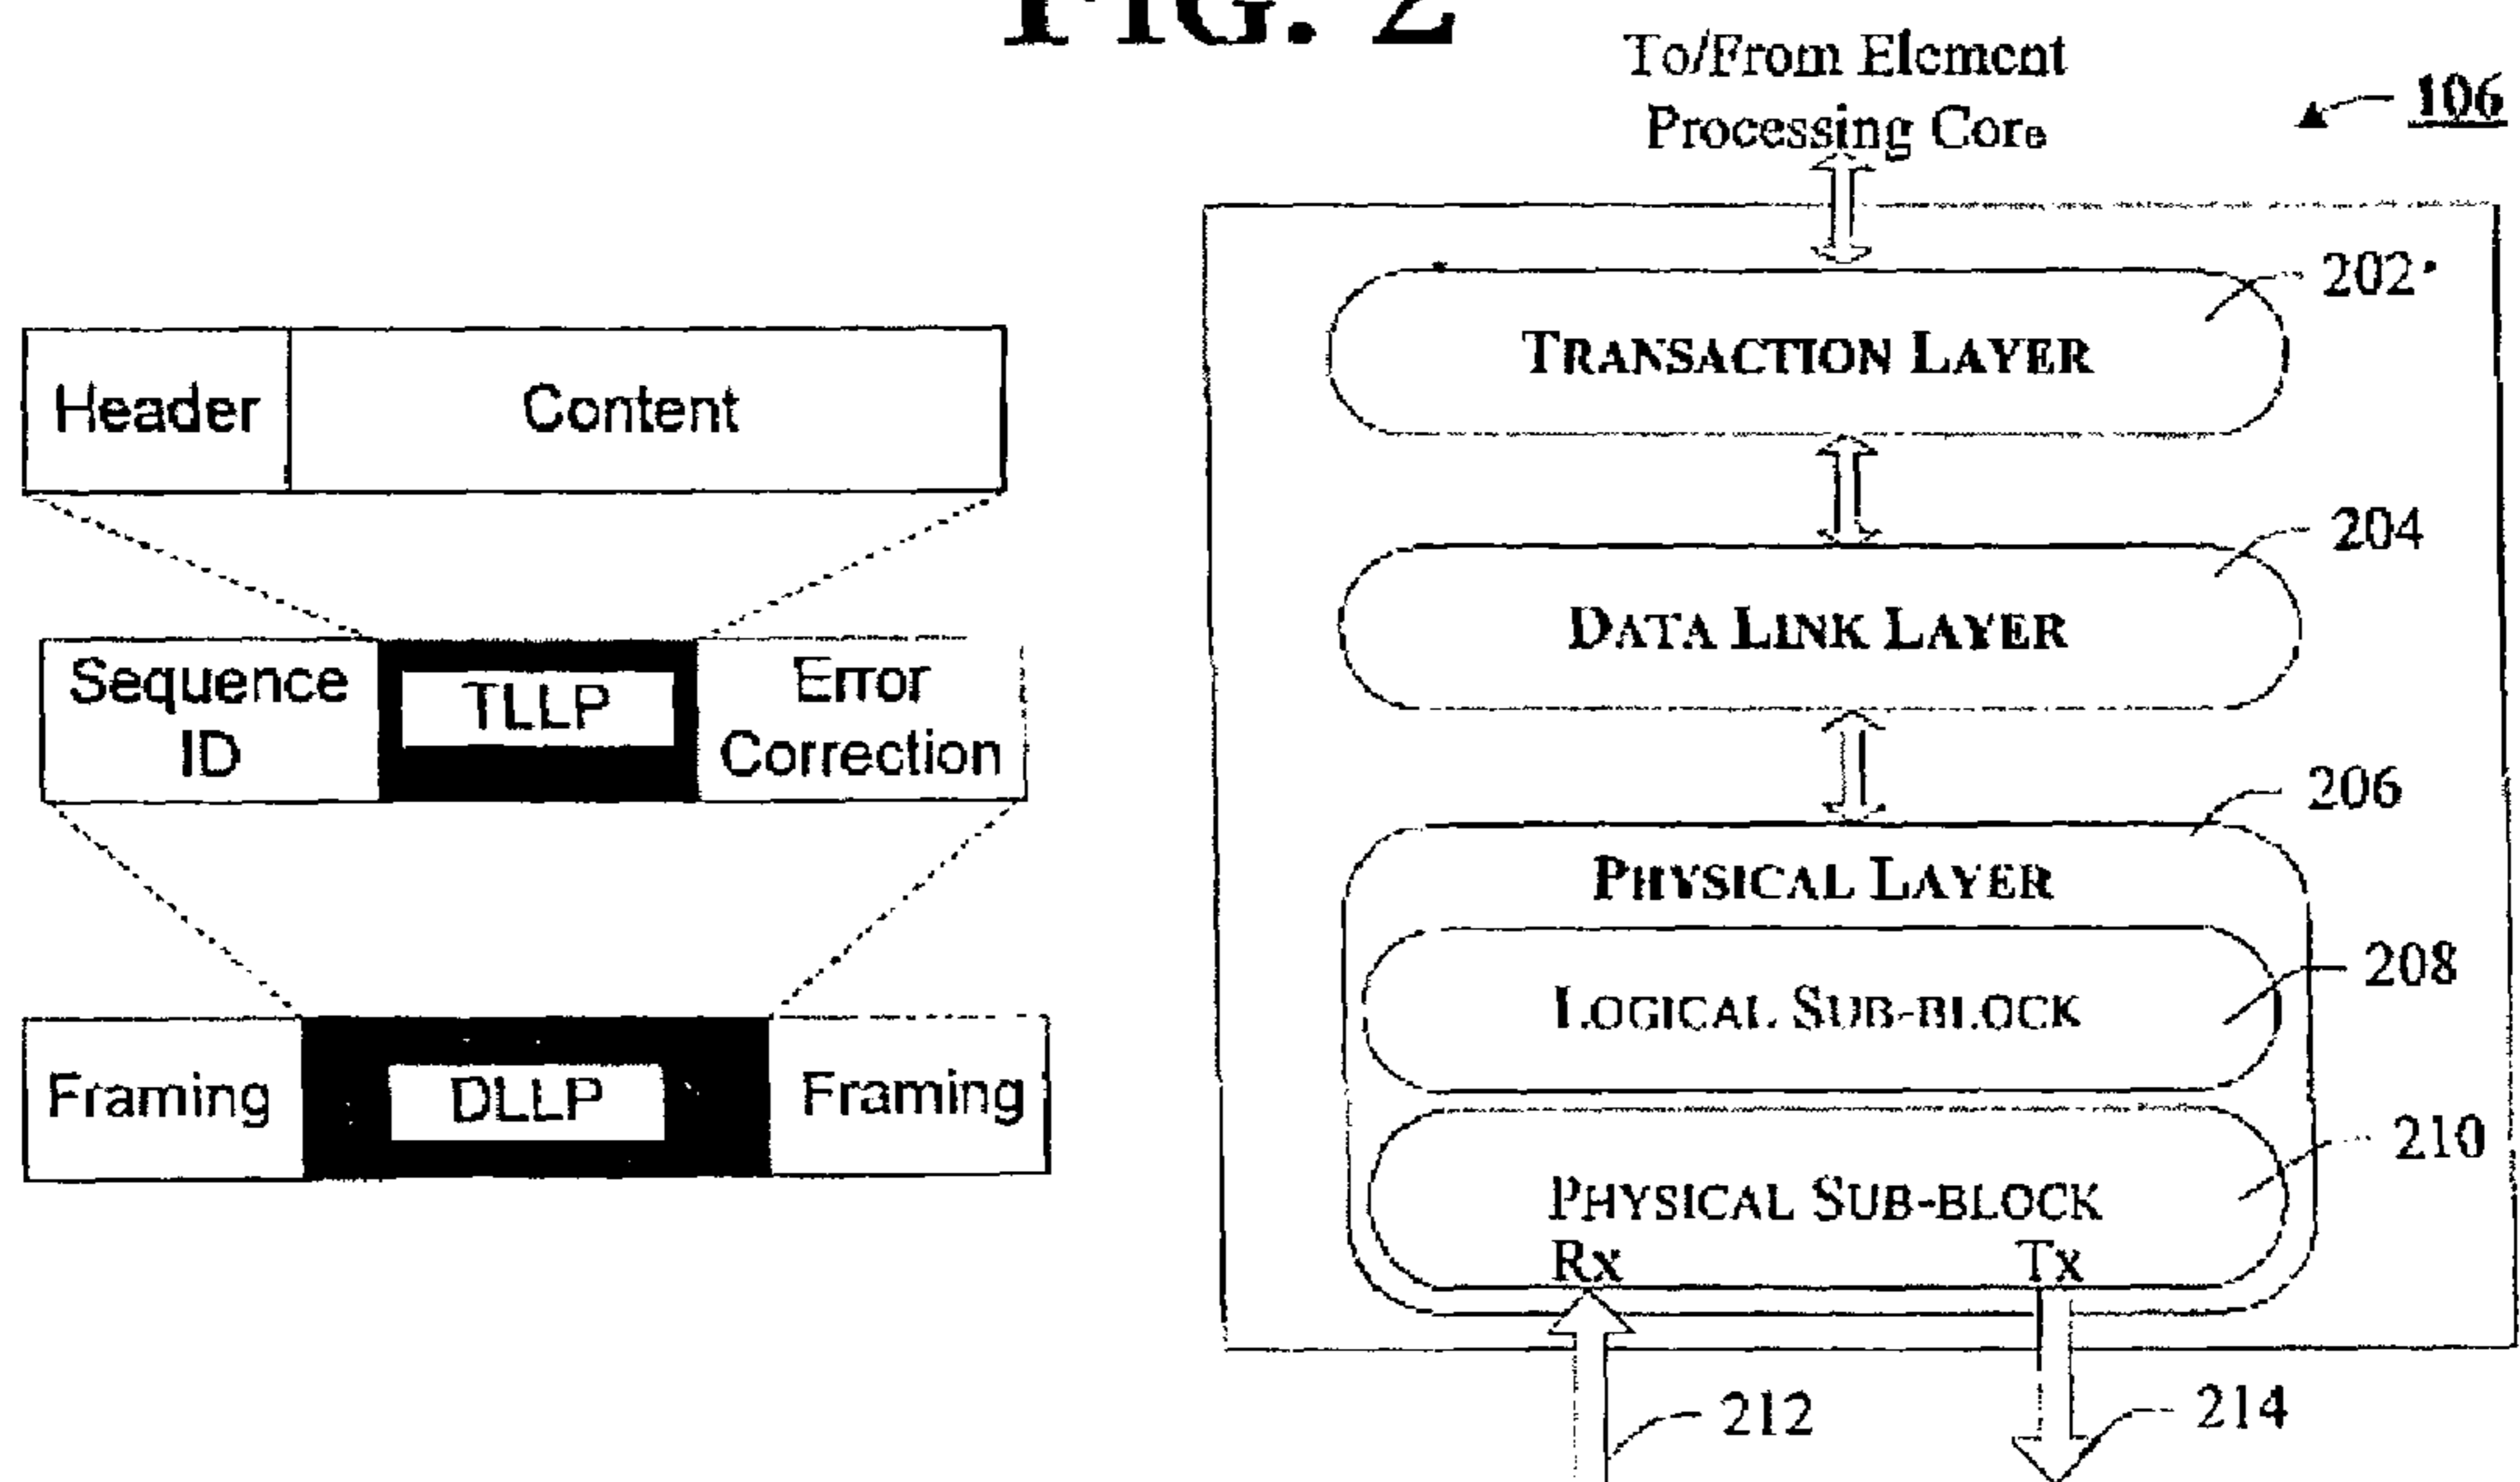 FIG. 2
To/From Element
Processing Core
106
202
TRANSACTION LAYER
Header
Content
204
DATA LINK LAYER
Sequence
ID
TLLP
Error
Correction
206
PHYSICAL LAYER
208
LOGICAL SUB-BLOCK
Framing
DLLP
Framing
210
PHYSICAL SUB-BLOCK
Rx
Tx
212
214